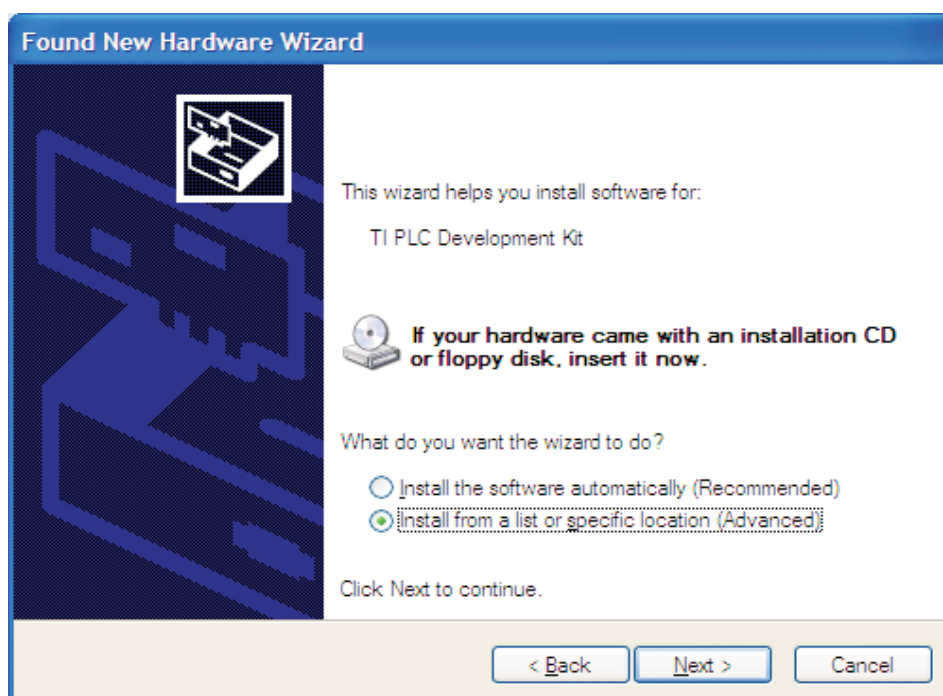 Found New Hardware Wizard
This wizard helps you install software for:
TI PLC Development Kit
If your hardware came with an installation CD
or floppy disk, insert it now.
What do you want the wizard to do?
Install the software automatically (Recommended)
Install from a list or specific location (Advanced)
Click Next to continue.
< Back Next > Cancel